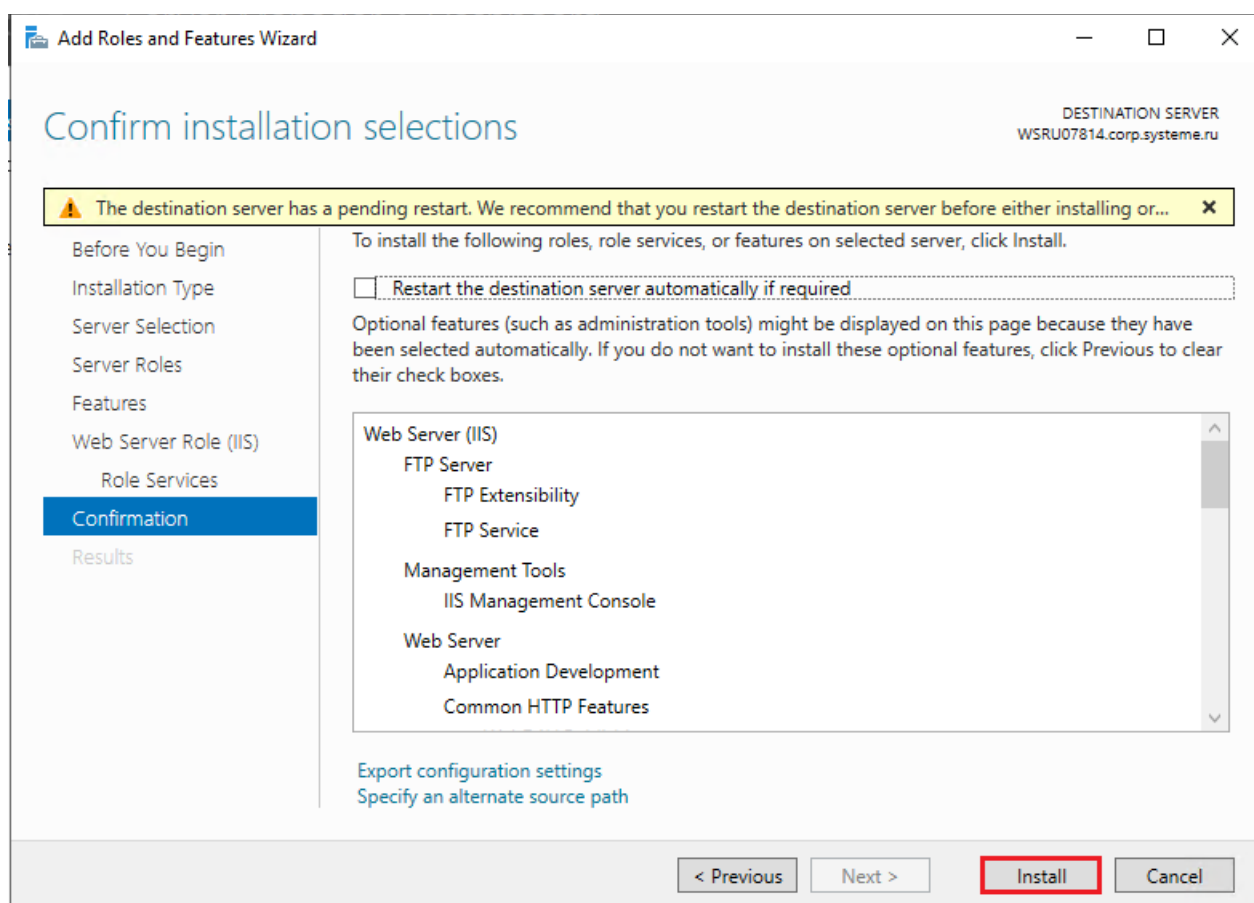 Add Roles and Features Wizard
Confirm installation selections
DESTINATION SERVER
WSRU07814.corp.systeme.ru
The destination server has a pending restart. We recommend that you restart the destination server before either installing or...
Before You Begin
Installation Type
Server Selection
Server Roles
Features
Web Server Role (IIS)
Role Services
Confirmation
Results
To install the following roles, role services, or features on selected server, click Install.
Restart the destination server automatically if required
Optional features (such as administration tools) might be displayed on this page because they have
been selected automatically. If you do not want to install these optional features, click Previous to clear
their check boxes.
Web Server (IIS)
FTP Server
FTP Extensibility
FTP Service
Management Tools
IIS Management Console
Web Server
Application Development
Common HTTP Features
Export configuration settings
Specify an alternate source path
< Previous
Next >
Install
Cancel